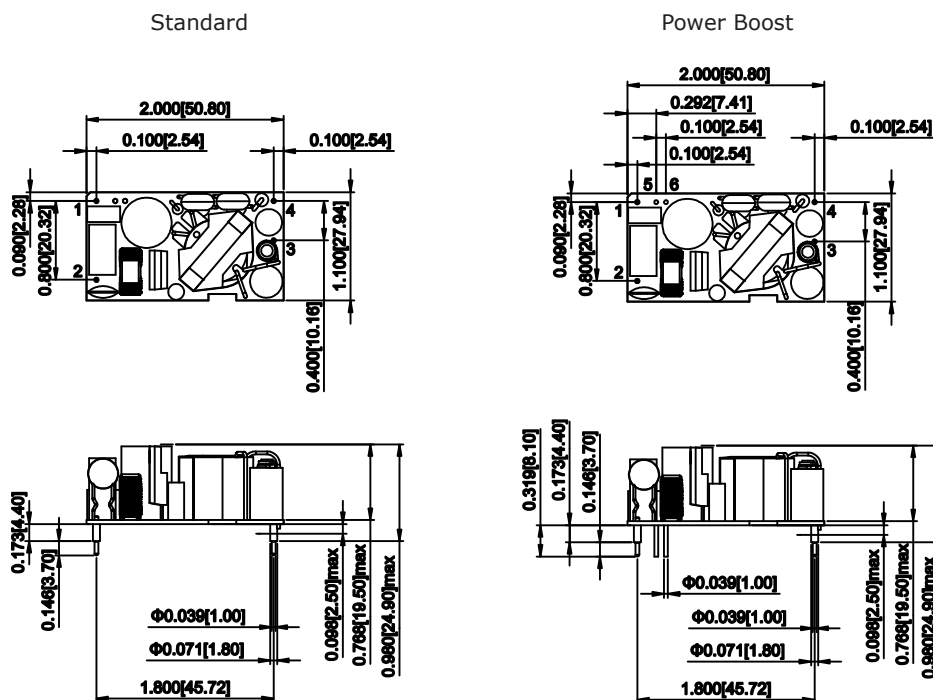 Standard
2.000[50.80]
0.100[2.54]
0.100[2.54]
1
2
4
3
0.090[2.28]
0.800[20.32]
1.100[27.94]
0.400[10.16]
0.173[4.40]
0.146[3.70]
Φ0.039[1.00]
Φ0.071[1.80]
1.800[45.72]
0.098[2.50]max
0.768[19.50]max
0.980[24.90]max
Power Boost
2.000[50.80]
0.292[7.41]
0.100[2.54]
0.100[2.54]
0.100[2.54]
5
6
1
2
4
3
0.090[2.28]
0.800[20.32]
1.100[27.94]
0.400[10.16]
0.319[8.10]
0.173[4.40]
0.146[3.70]
Φ0.039[1.00]
Φ0.039[1.00]
Φ0.071[1.80]
1.800[45.72]
0.098[2.50]max
0.768[19.50]max
0.980[24.90]max